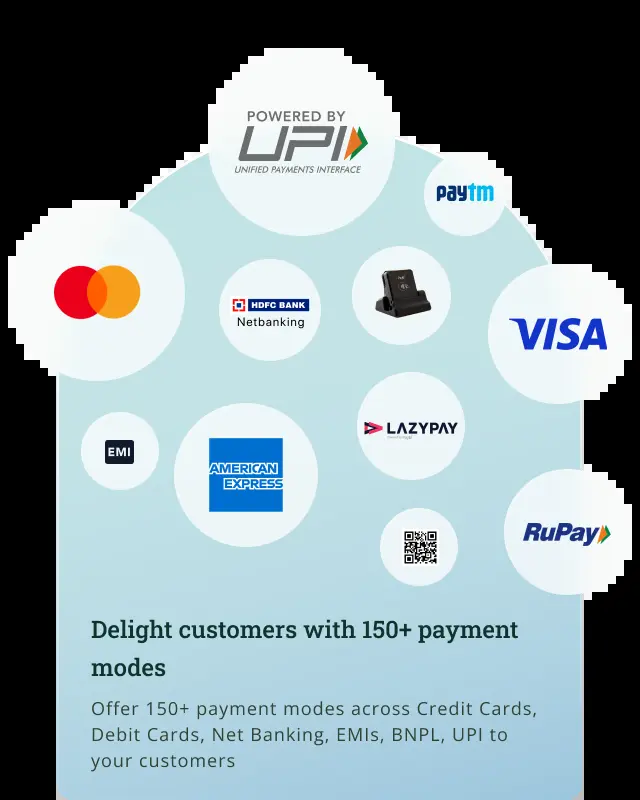 POWERED BY
UPI
UNIFIED PAYMENTS INTERFACE
paytm
HDFC BANK
Netbanking
VISA
LAZYPAY
EMI
AMERICAN
EXPRESS
RuPay
Delight customers with 150+ payment
modes
Offer 150+ payment modes across Credit Cards,
Debit Cards, Net Banking, EMIs, BNPL, UPI to
your customers